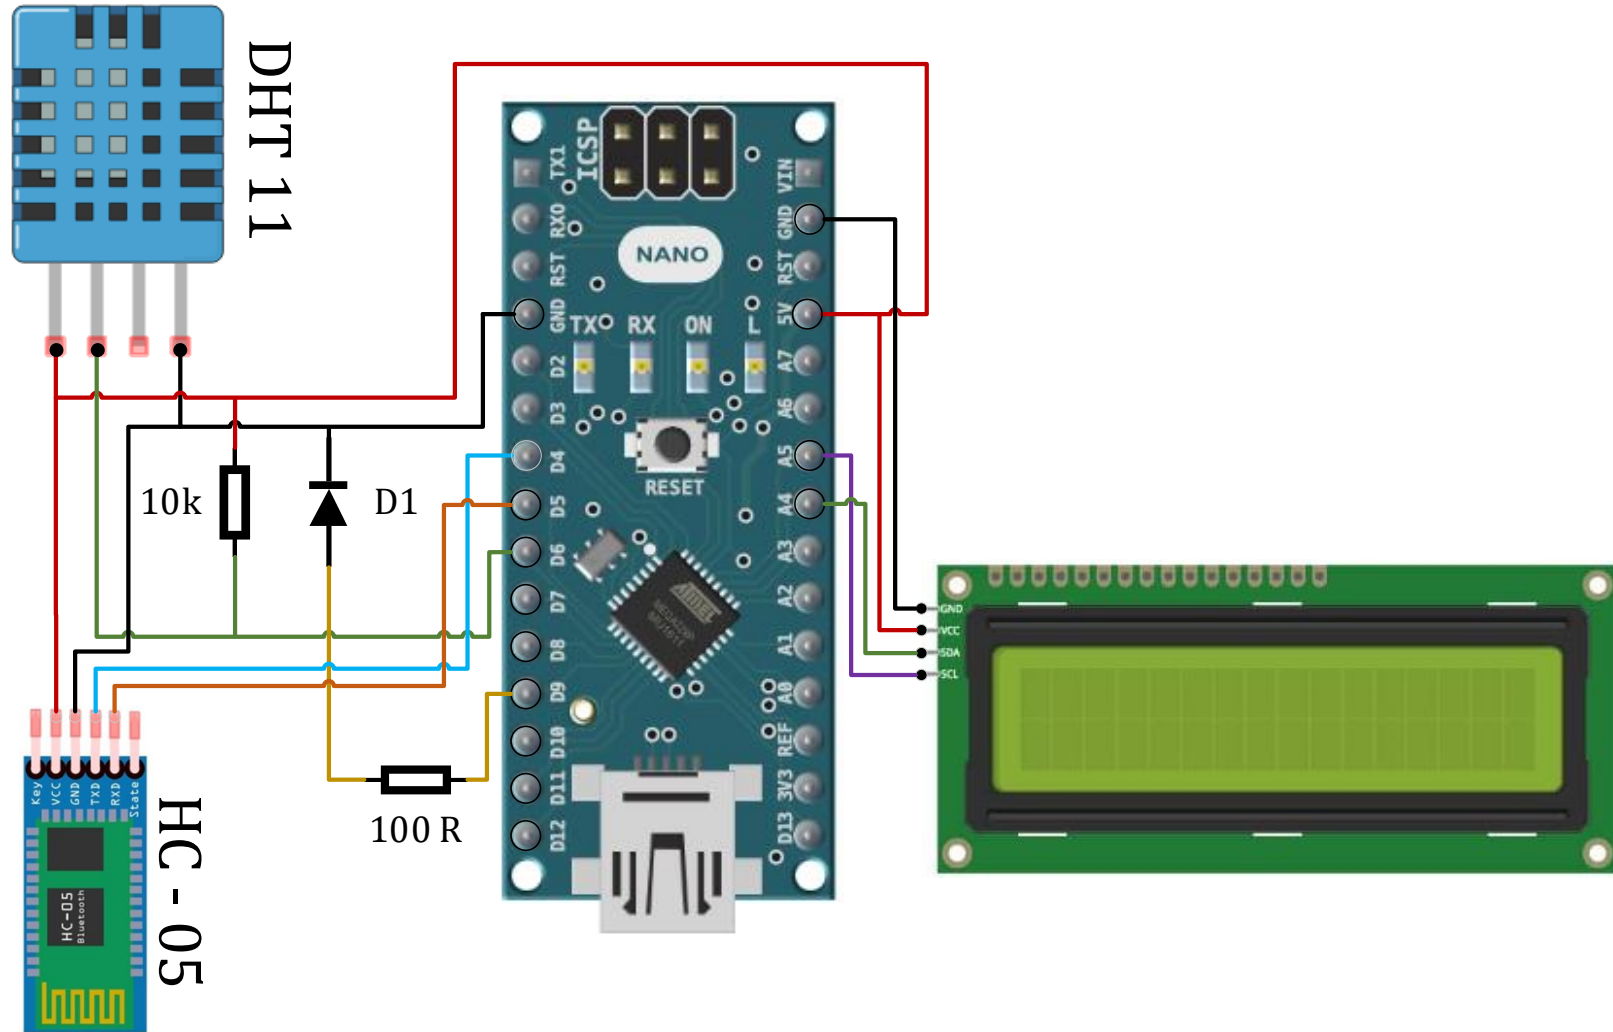 DHT 11
ICSP
NANO
TX1
RX0
RST
GND
D2
D3
D4
D5
D6
D7
D8
D9
D10
D11
D12
VIN
GND
RST
5V
A7
A6
A5
A4
A3
A2
A1
A0
REF
3V3
D13
TX
RX
ON
L
RESET
ATMEL
10k
D1
100 R
GND
VCC
SDA
SCL
Key
VCC
GND
TXD
RXD
State
HC-05
Bluetooth
HC - 05